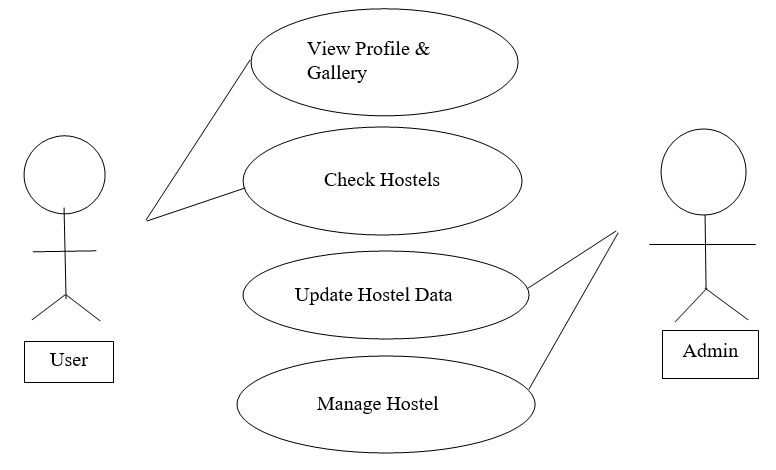 View Profile &
Gallery
Check Hostels
Update Hostel Data
User
Admin
Manage Hostel